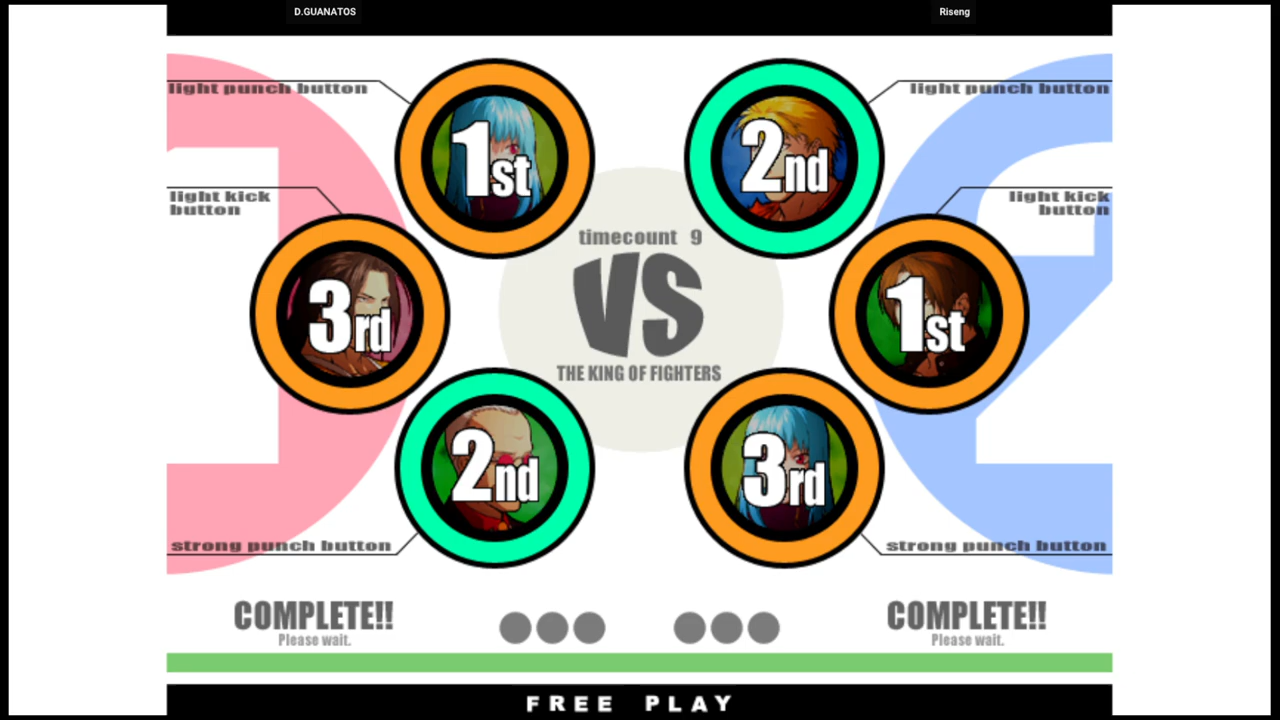 D.GUANATOS
Riseng
light punch button
light punch button
1st
2nd
light kick
button
light kick
button
timecount 9
VS
THE KING OF FIGHTERS
3rd
1st
2nd
3rd
strong punch button
strong punch button
COMPLETE!!
Please wait.
COMPLETE!!
Please wait.
FREE PLAY